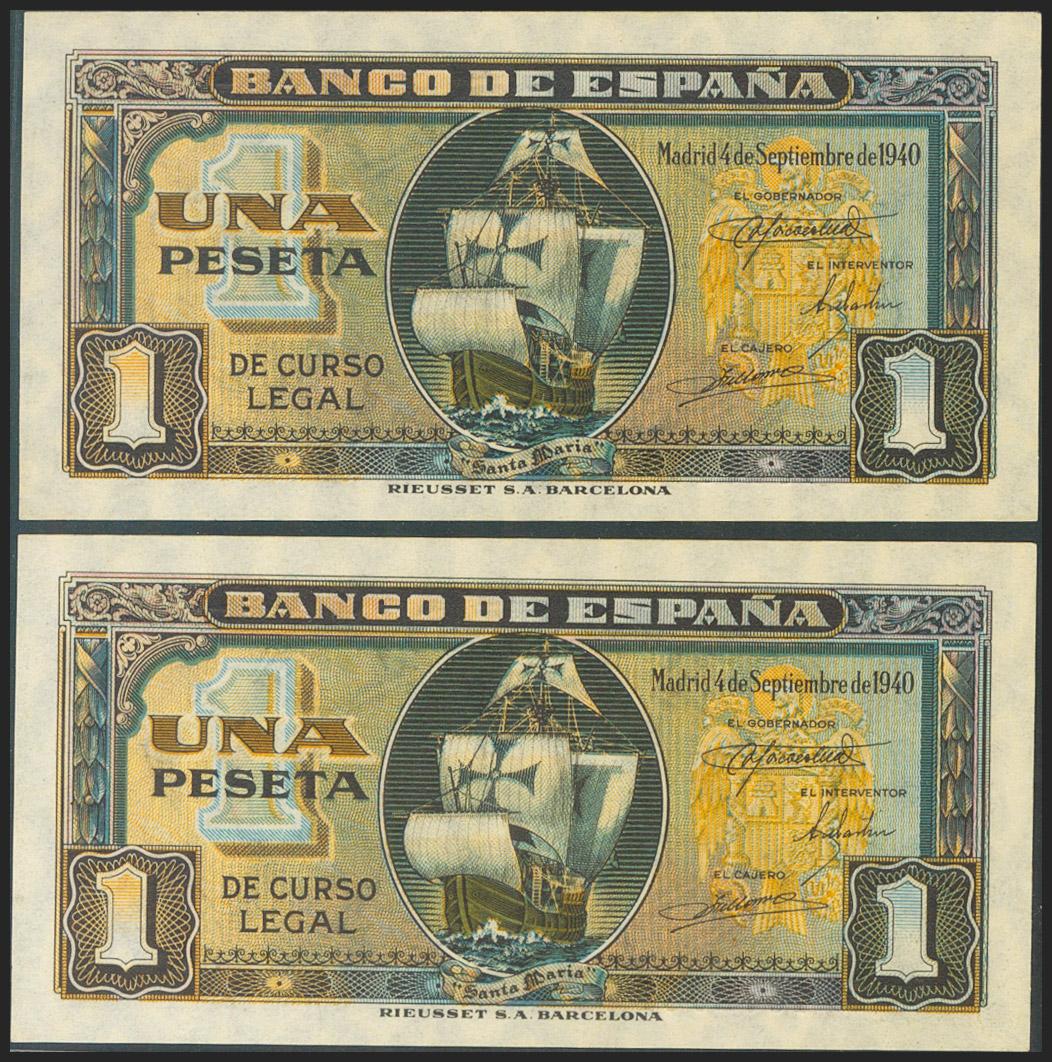 BANCO DE ESPAÑA
1
Madrid 4 de Septiembre de 1940
UNA
PESETA
EL GOBERNADOR
EL INTERVENTOR
EL CAJERO
DE CURSO
LEGAL
1
1
"Santa Maria"
RIEUSSET S.A. BARCELONA
BANCO DE ESPAÑA
1
Madrid 4 de Septiembre de 1940
UNA
PESETA
EL GOBERNADOR
EL INTERVENTOR
EL CAJERO
DE CURSO
LEGAL
1
1
"Santa Maria"
RIEUSSET S.A. BARCELONA